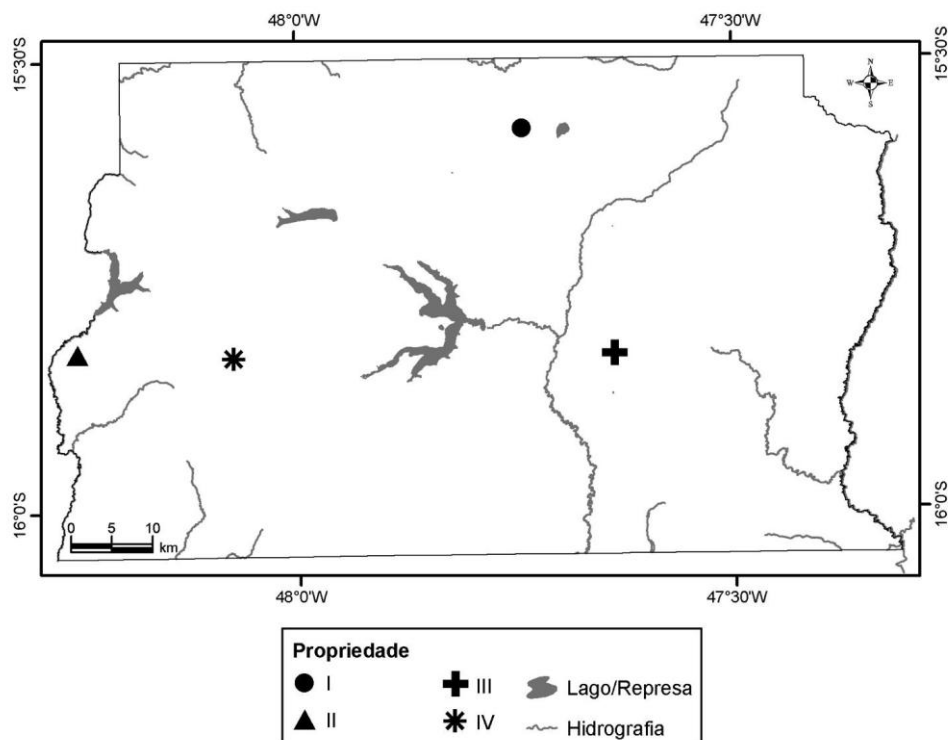 48°0'W 47°30'W
15°30'S 15°30'S
N
W E
S
16°0'S 16°0'S
0 5 10
km
48°0'W 47°30'W
Propriedade
I III Lago/Represa
II IV Hidrografia